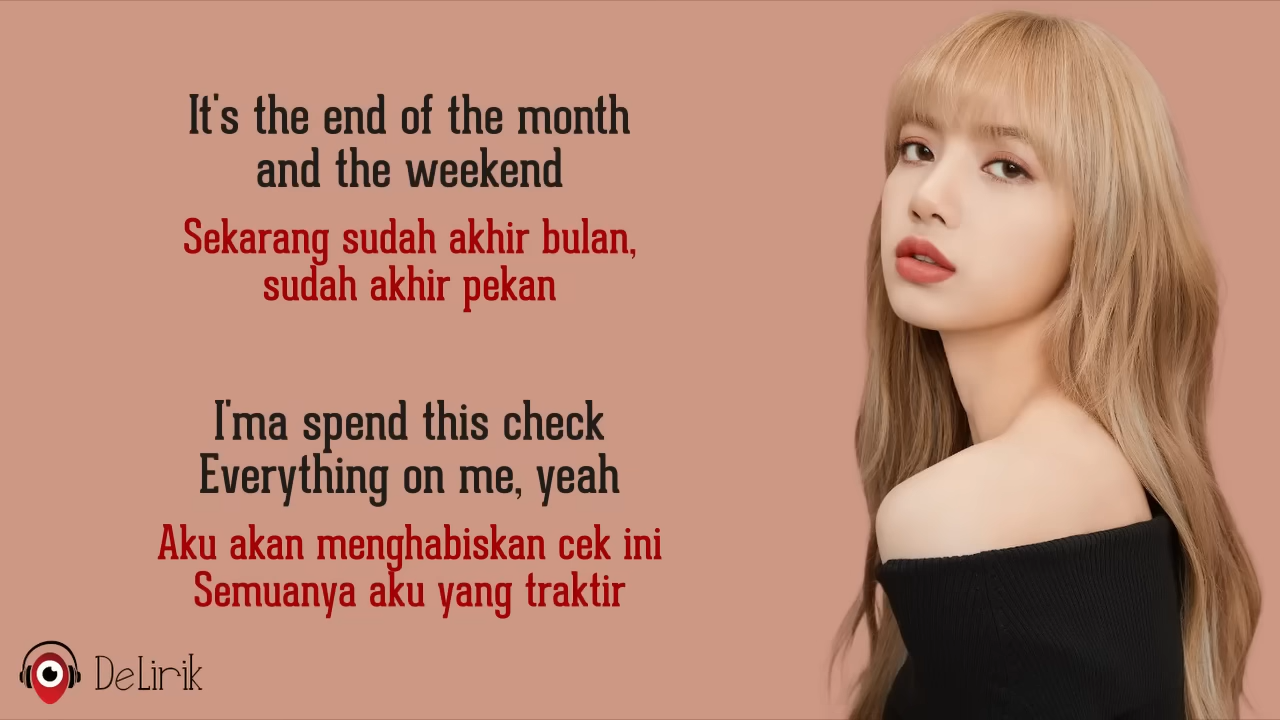 It's the end of the month
and the weekend
Sekarang sudah akhir bulan,
sudah akhir pekan
I'ma spend this check
Everything on me, yeah
Aku akan menghabiskan cek ini
Semuanya aku yang traktir
DeLirik